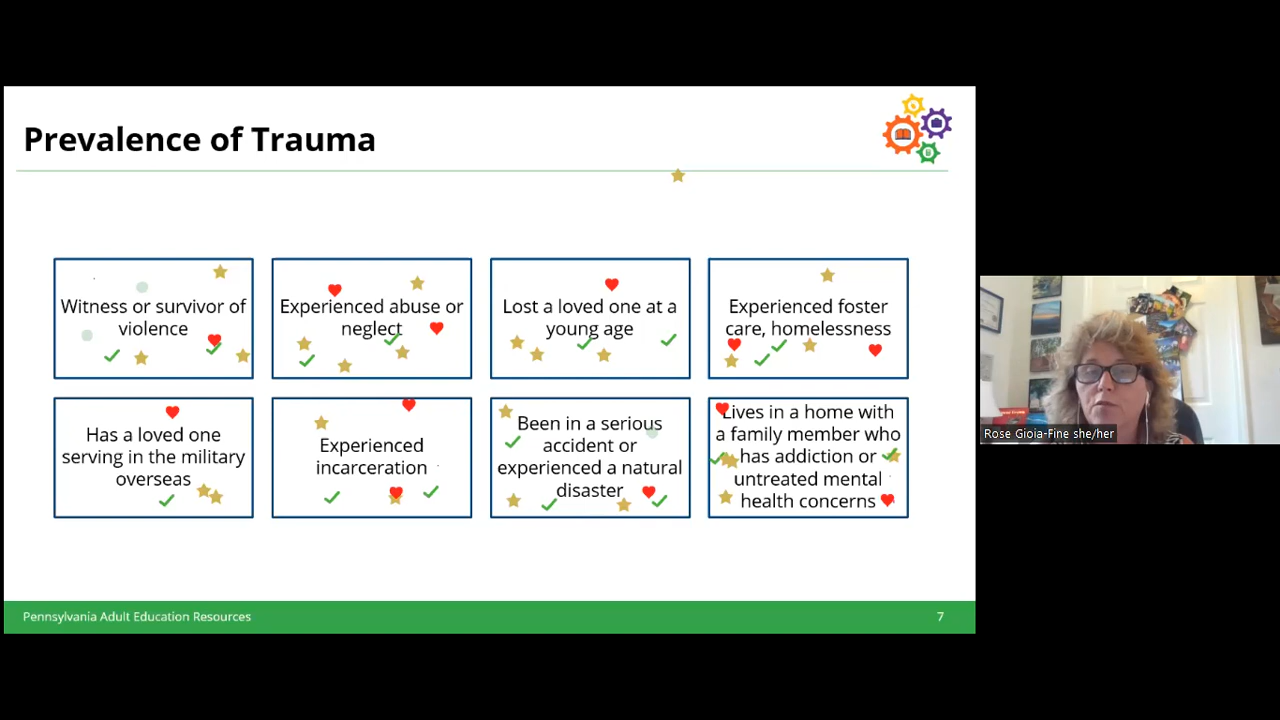 Prevalence of Trauma
Witness or survivor of
violence
Experienced abuse or
neglect
Lost a loved one at a
young age
Experienced foster
care, homelessness
Has a loved one
serving in the military
overseas
Experienced
incarceration
Been in a serious
accident or
experienced a natural
disaster
Lives in a home with
a family member who
has addiction or
untreated mental
health concerns
Rose Gioia-Fine she/her
Pennsylvania Adult Education Resources
7